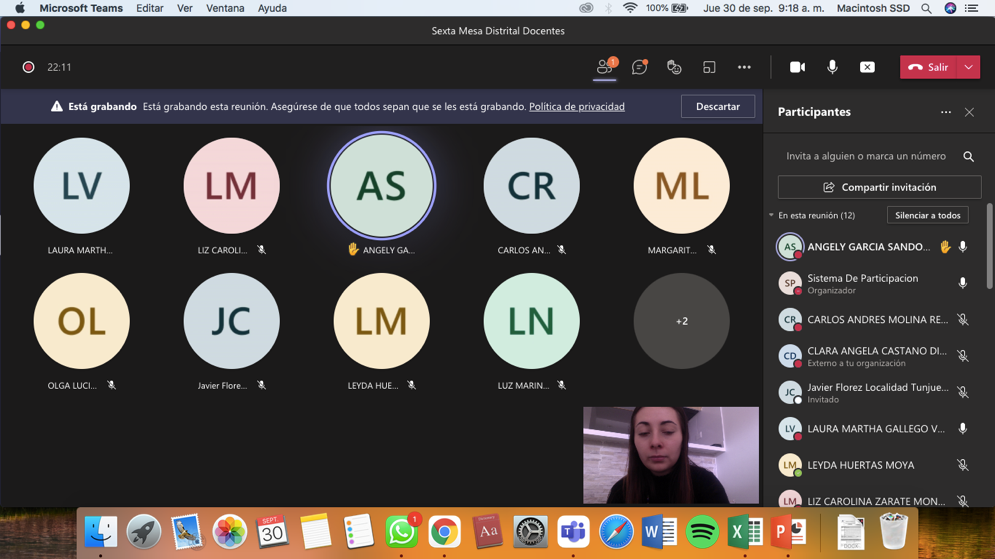 Microsoft Teams Editar Ver Ventana Ayuda 100% Jue 30 de sep. 9:18 a. m. Macintosh SSD
Sexta Mesa Distrital Docentes
22:11 1 Salir
Está grabando Está grabando esta reunión. Asegúrese de que todos sepan que se les está grabando. Política de privacidad Descartar
LV LM AS CR ML
LAURA MARTH... LIZ CAROLI... ANGELY GA... CARLOS AN... MARGARIT...
OL JC LM LN +2
OLGA LUCI... Javier Flore... LEYDA HUE... LUZ MARIN...
Participantes
Invita a alguien o marca un número
Compartir invitación
En esta reunión (12) Silenciar a todos
AS ANGELY GARCIA SANDO...
SP Sistema De Participacion
Organizador
CR CARLOS ANDRES MOLINA RE...
CD CLARA ANGELA CASTANO DI...
Externo a tu organización
JC Javier Florez Localidad Tunjue...
Invitado
LV LAURA MARTHA GALLEGO V...
LM LEYDA HUERTAS MOYA
LM LIZ CAROLINA ZARATE MON...
SEPT.
30
1
Aa
W
X
P